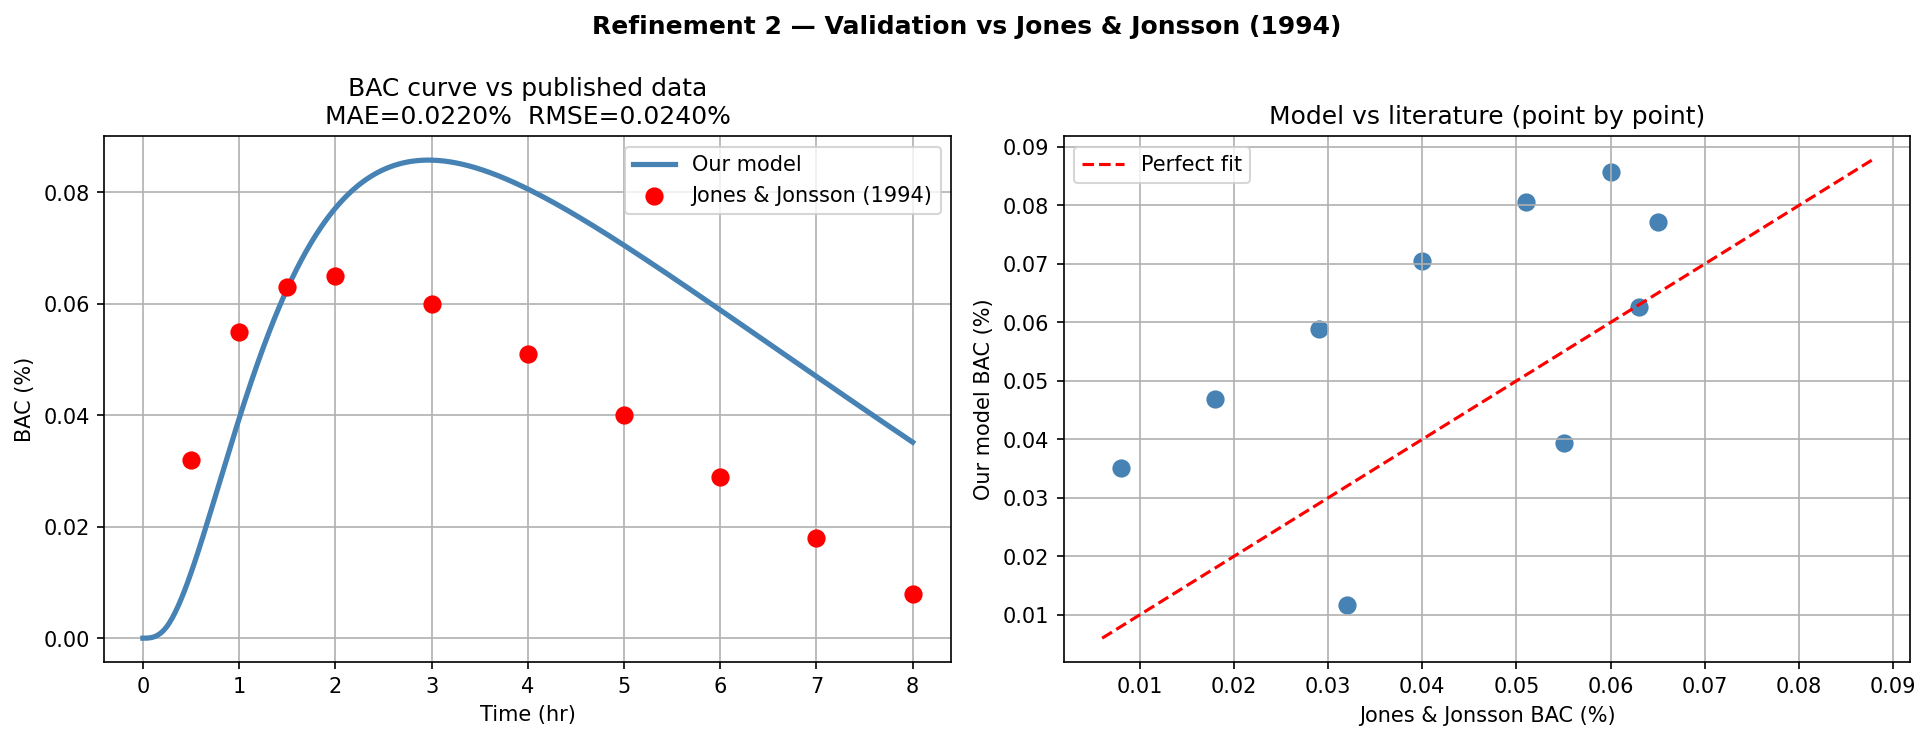 Refinement 2 — Validation vs Jones & Jonsson (1994)
BAC curve vs published data
MAE=0.0220%  RMSE=0.0240%
Our model
Jones & Jonsson (1994)
BAC (%)
0.08
0.06
0.04
0.02
0.00
0 1 2 3 4 5 6 7 8
Time (hr)
Model vs literature (point by point)
Perfect fit
Our model BAC (%)
0.09
0.08
0.07
0.06
0.05
0.04
0.03
0.02
0.01
0.01 0.02 0.03 0.04 0.05 0.06 0.07 0.08 0.09
Jones & Jonsson BAC (%)